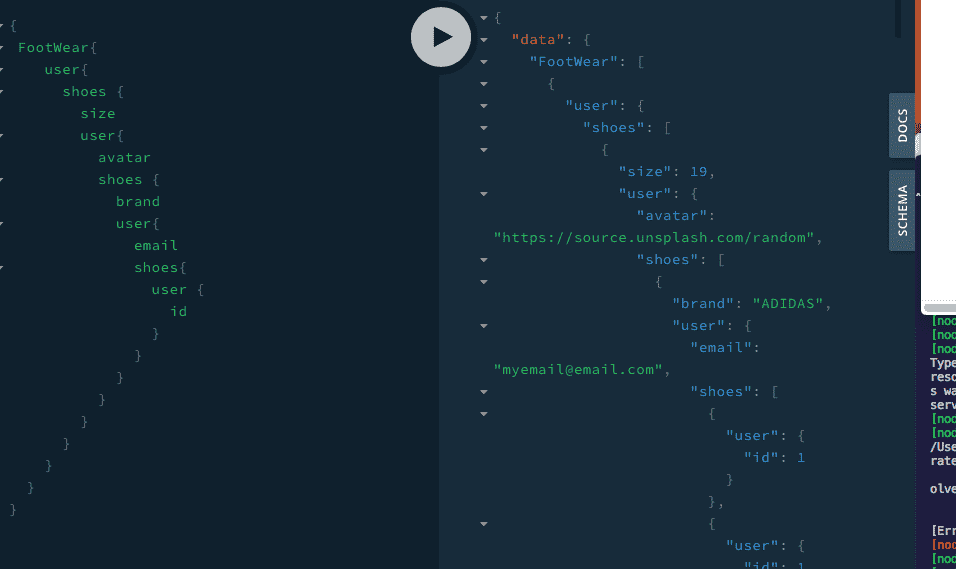 {
FootWear{
user{
shoes {
size
user{
avatar
shoes {
brand
user{
email
shoes{
user {
id
}
}
}
}
}
}
}
}
}
{
"data": {
"FootWear": [
{
"user": {
"shoes": [
{
"size": 19,
"user": {
"avatar":
"https://source.unsplash.com/random",
"shoes": [
{
"brand": "ADIDAS",
"user": {
"email":
"myemail@email.com",
"shoes": [
{
"user": {
"id": 1
}
},
{
"user": {
"id": 1
DOCS
SCHEMA
[noc
[noc
[noc
Type
reso
s wa
serv
[noc
[noc
/Use
rate
olve
[Err
[noc
[noc